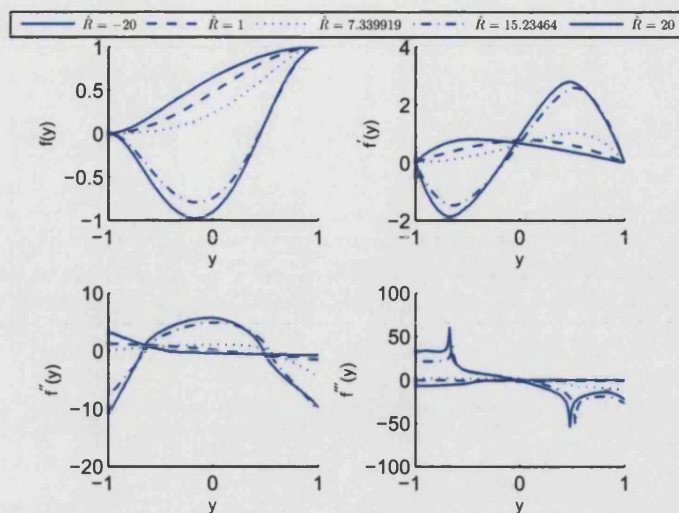 R̂ = −20 R̂ = 1 R̂ = 7.339919 R̂ = 15.23464 R̂ = 20
1
0.5
0
−0.5
−1
−1 0 1
f(y)
y
4
2
0
−2
−1 0 1
f'(y)
y
10
0
−10
−20
−1 0 1
f''(y)
y
100
50
0
−50
−100
−1 0 1
f'''(y)
y